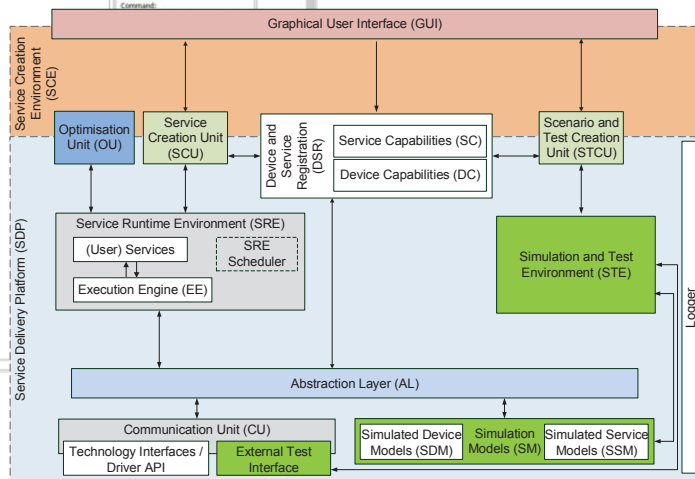 Command:
Graphical User Interface (GUI)
Service Creation
Environment
(SCE)
Optimisation
Unit (OU)
Service
Creation Unit
(SCU)
Device and
Service
Registration
(DSR)
Service Capabilities (SC)
Device Capabilities (DC)
Scenario and
Test Creation
Unit (STCU)
Service Delivery Platform (SDP)
Service Runtime Environment (SRE)
(User) Services
SRE
Scheduler
Execution Engine (EE)
Simulation and Test
Environment (STE)
Logger
Abstraction Layer (AL)
Communication Unit (CU)
Technology Interfaces /
Driver API
External Test
Interface
Simulated Device
Models (SDM)
Simulation
Models (SM)
Simulated Service
Models (SSM)